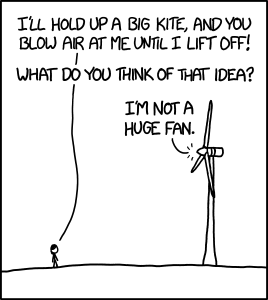 I'LL HOLD UP A BIG KITE, AND YOU
BLOW AIR AT ME UNTIL I LIFT OFF!
WHAT DO YOU THINK OF THAT IDEA?
I'M NOT A
HUGE FAN.